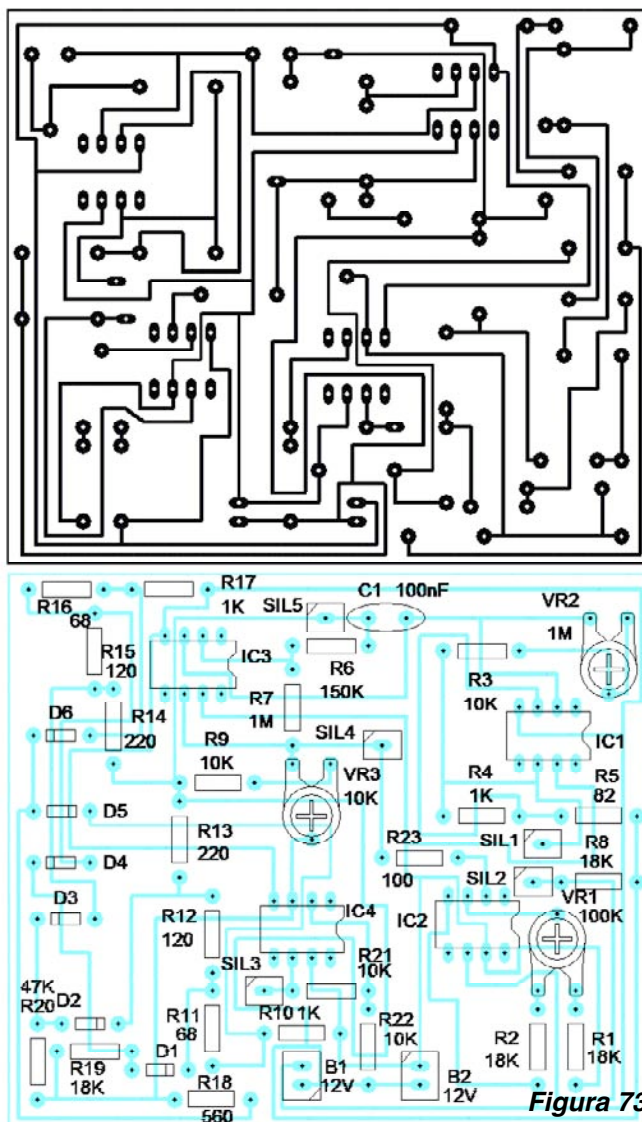 R17
1K
R16
68
R15
120
SIL5
C1 100nF
VR2
1M
IC3
R6
150K
R3
10K
D6
R14
220
R7
1M
SIL4
IC1
R9
10K
VR3
10K
R4
1K
R5
82
D5
R13
220
R23
100
SIL1
R8
18K
D4
SIL2
VR1
100K
D3
R12
120
IC4
IC2
SIL3
R21
10K
47K
R20
D2
R11
68
R10 1K
R22
10K
R2
18K
R1
18K
R19
18K
D1
B1
12V
B2
12V
R18
560
Figura 73